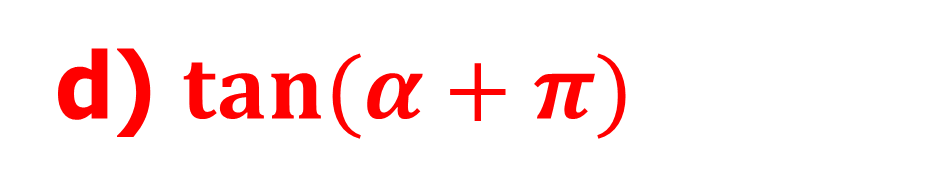 d) tan(α + π)